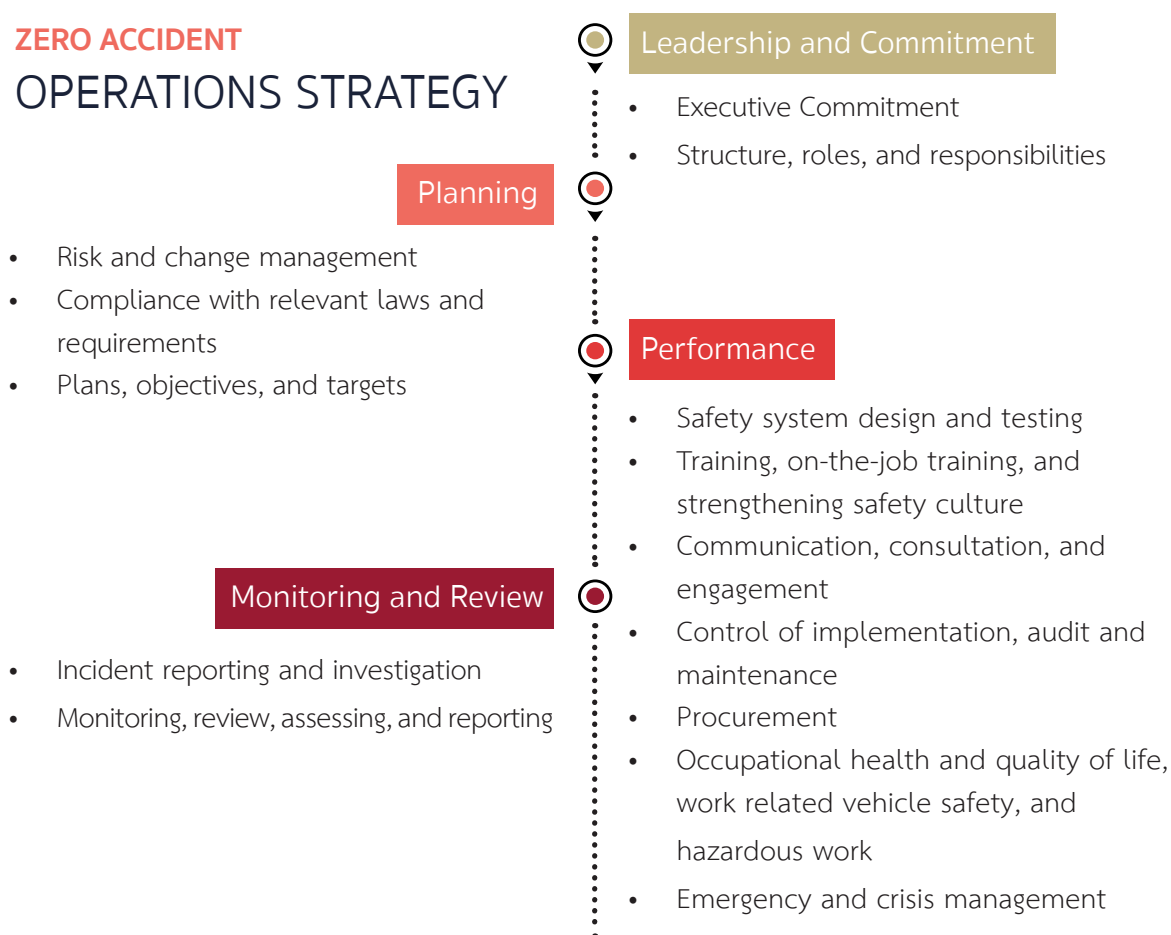 ZERO ACCIDENT
OPERATIONS STRATEGY
Leadership and Commitment
• Executive Commitment
• Structure, roles, and responsibilities
Planning
• Risk and change management
• Compliance with relevant laws and
requirements
• Plans, objectives, and targets
Performance
• Safety system design and testing
• Training, on-the-job training, and
strengthening safety culture
• Communication, consultation, and
engagement
• Control of implementation, audit and
maintenance
• Procurement
• Occupational health and quality of life,
work related vehicle safety, and
hazardous work
• Emergency and crisis management
Monitoring and Review
• Incident reporting and investigation
• Monitoring, review, assessing, and reporting